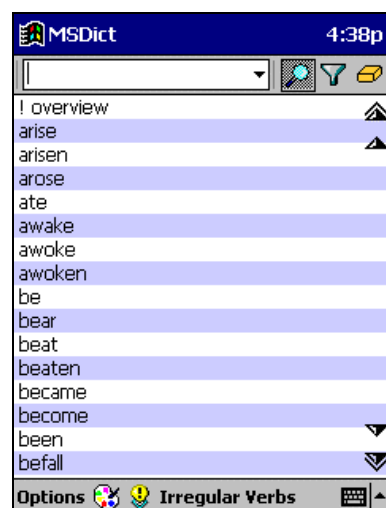 MSDict 4:38p
! overview
arise
arisen
arose
ate
awake
awoke
awoken
be
bear
beat
beaten
became
become
been
befall
Options Irregular Verbs